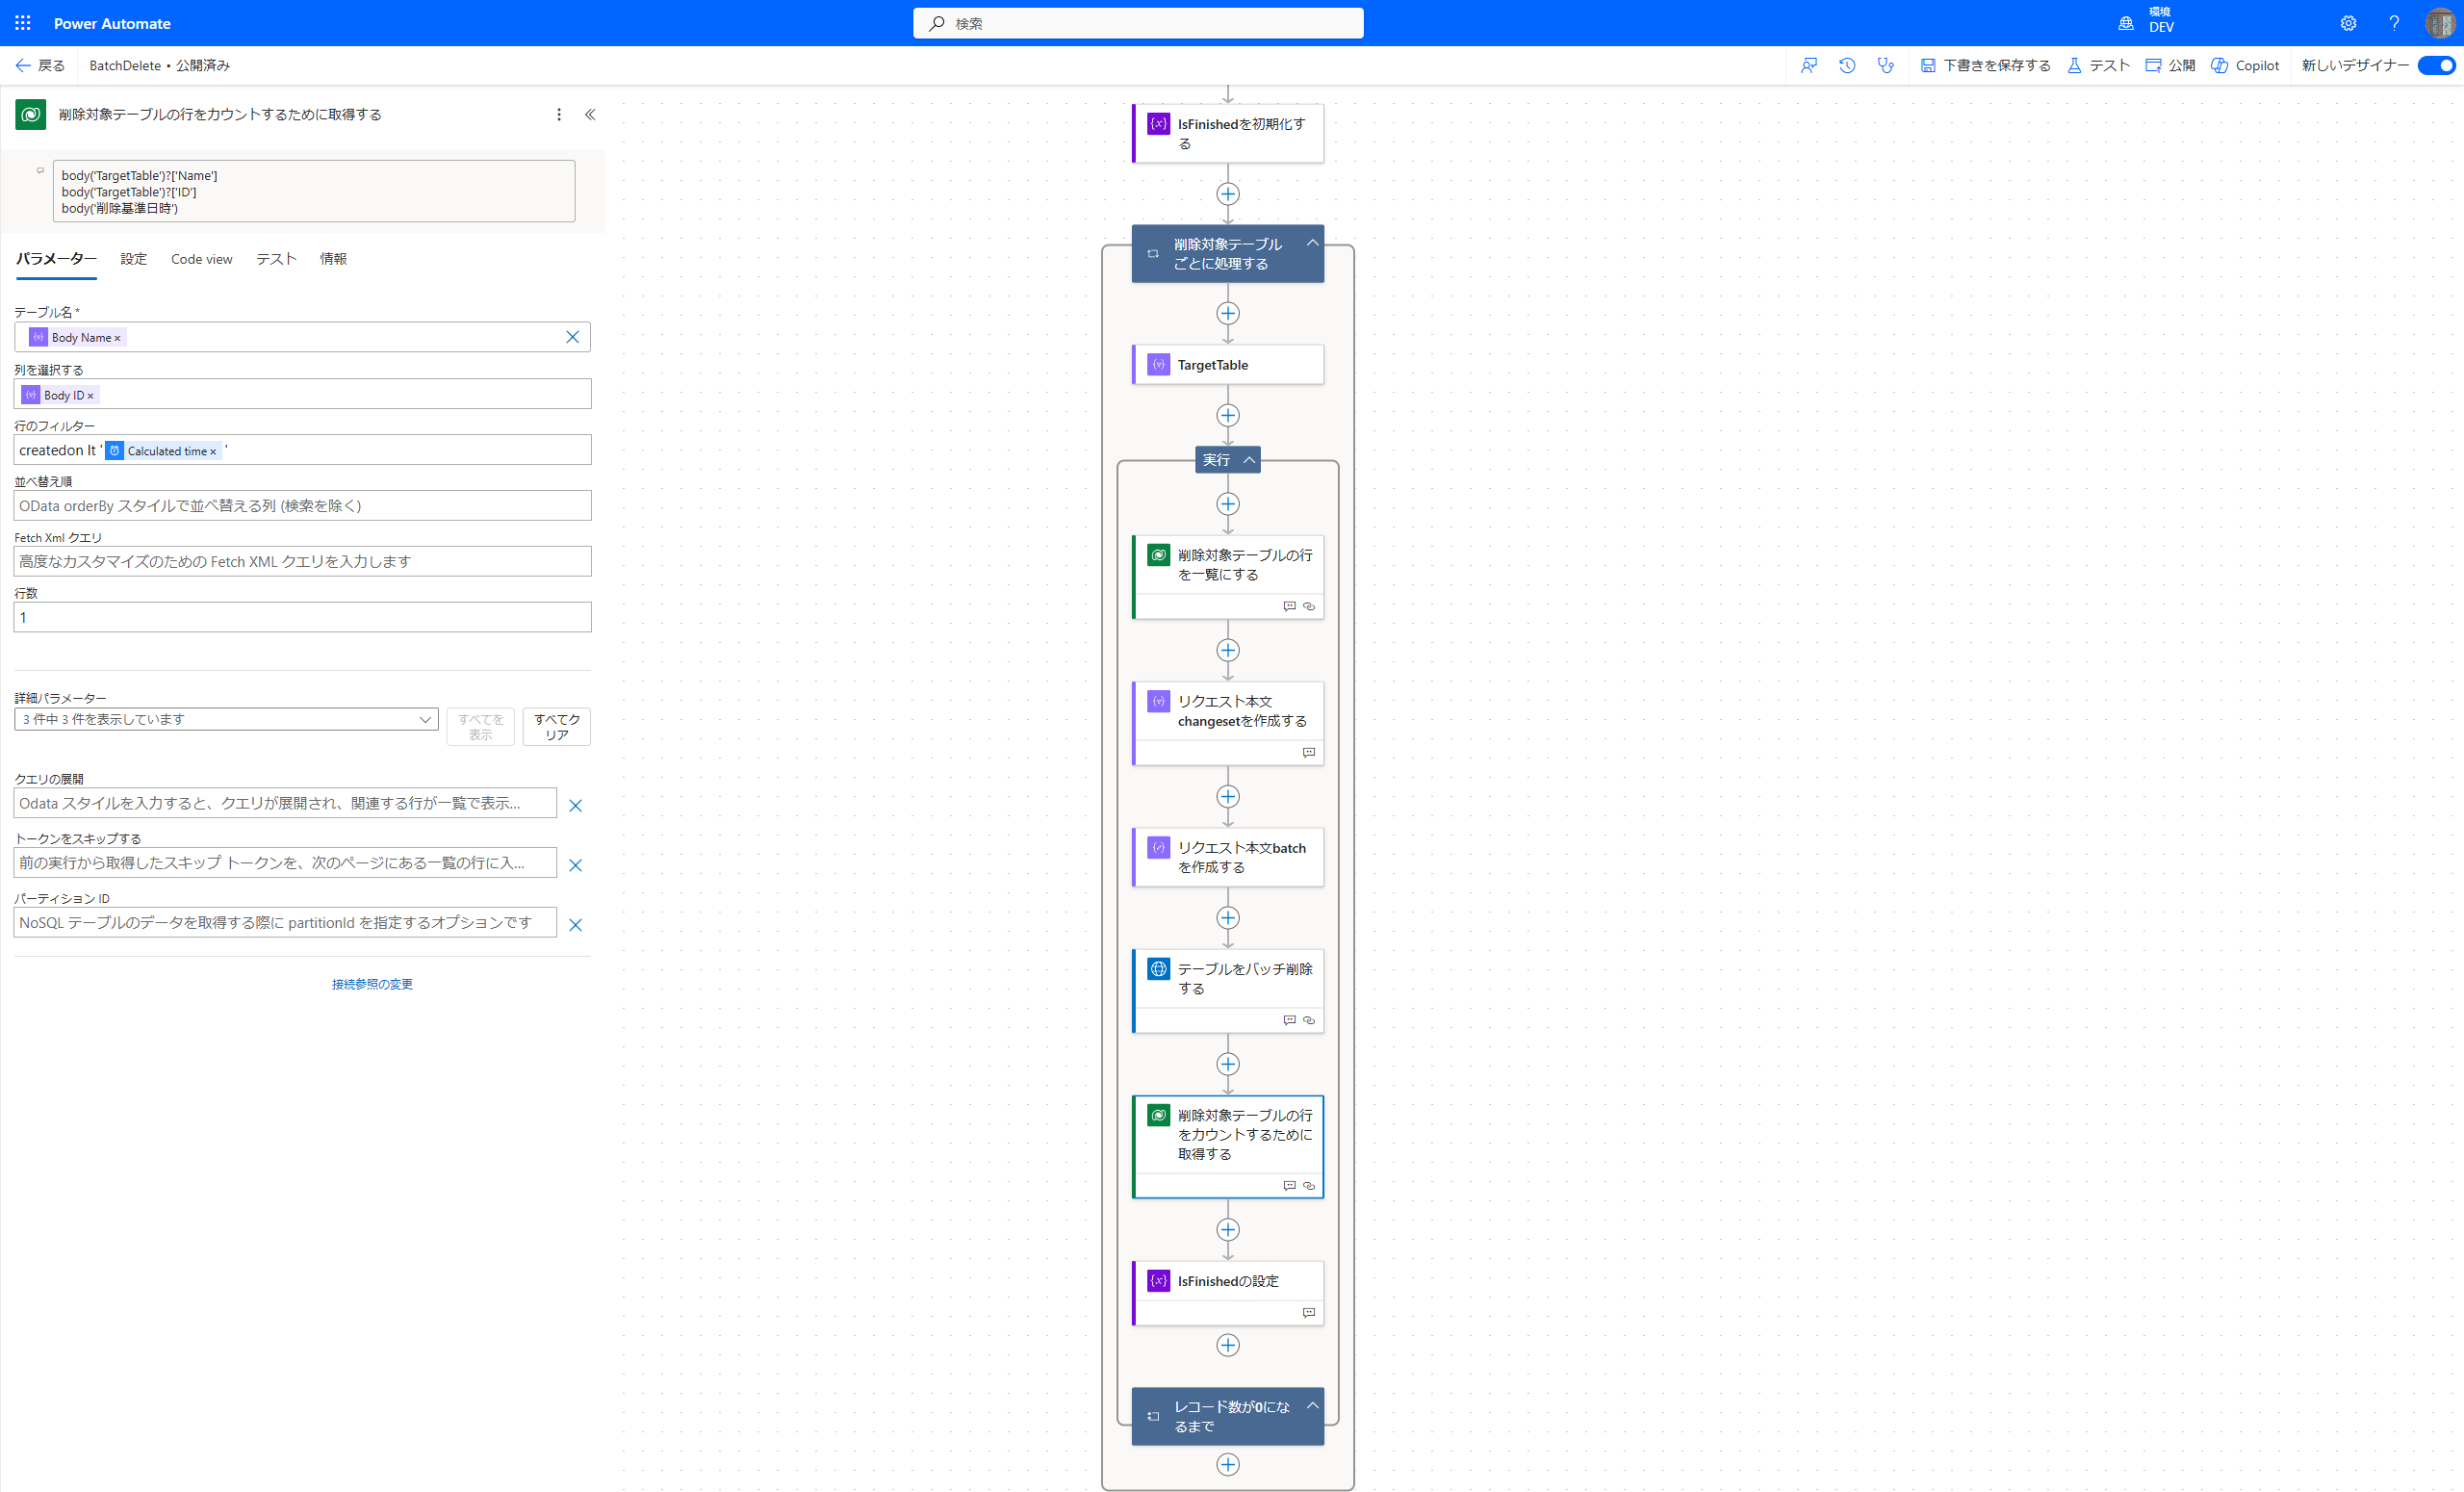 Power Automate
検索
環境
DEV
戻る
BatchDelete • 公開済み
下書きを保存する
テスト
公開
Copilot
新しいデザイナー
削除対象テーブルの行をカウントするために取得する
body('TargetTable')?['Name']
body('TargetTable')?['ID']
body('削除基準日時')
パラメーター
設定
Code view
テスト
情報
テーブル名 *
Body Name ×
列を選択する
Body ID ×
行のフィルター
createdon lt ' Calculated time × '
並べ替え順
OData orderBy スタイルで並べ替える列 (検索を除く)
Fetch Xml クエリ
高度なカスタマイズのための Fetch XML クエリを入力します
行数
1
詳細パラメーター
3 件中 3 件を表示しています
すべてを
表示
すべてク
リア
クエリの展開
Odata スタイルを入力すると、クエリが展開され、関連する行が一覧で表示...
トークンをスキップする
前の実行から取得したスキップ トークンを、次のページにある一覧の行に入...
パーティション ID
NoSQL テーブルのデータを取得する際に partitionId を指定するオプションです
接続参照の変更
IsFinishedを初期化す
る
削除対象テーブル
ごとに処理する
TargetTable
実行
削除対象テーブルの行
を一覧にする
リクエスト本文
changesetを作成する
リクエスト本文batch
を作成する
テーブルをバッチ削除
する
削除対象テーブルの行
をカウントするために
取得する
IsFinishedの設定
レコード数が0にな
るまで